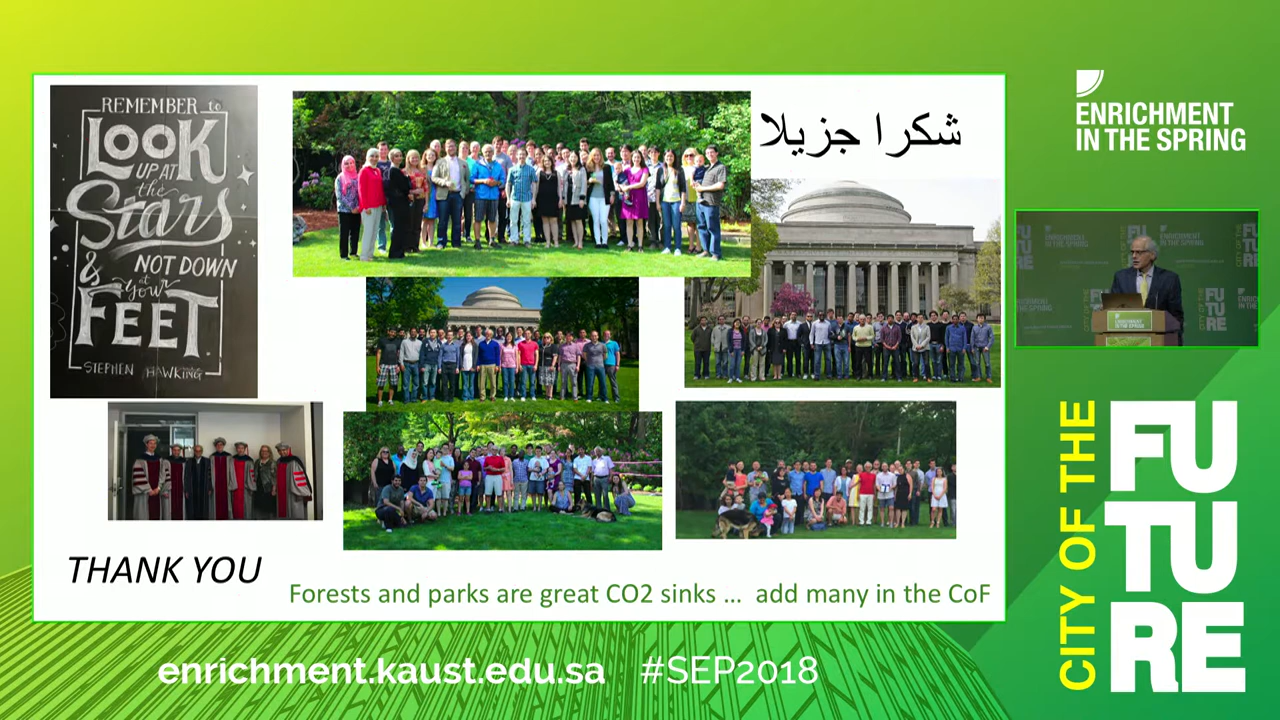 REMEMBER to
LOOK
UP AT
the
Stars
& NOT DOWN
at your
FEET
STEPHEN HAWKING
شكرا جزيلا
THANK YOU
Forests and parks are great CO2 sinks ... add many in the CoF
ENRICHMENT
IN THE SPRING
CITY OF THE
FU
TU
RE
enrichment.kaust.edu.sa #SEP2018